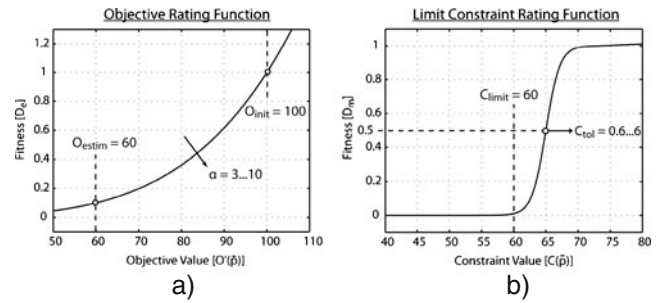 Objective Rating Function
Fitness [Dₑ]
1.2
1
0.8
0.6
0.4
0.2
0
O_estim = 60
O_init = 100
α = 3...10
50 60 70 80 90 100 110
Objective Value [O'(p̄)]
a)
Limit Constraint Rating Function
Fitness [Dₘ]
1
0.8
0.6
0.5
0.4
0.2
0
C_limit = 60
C_tol = 0.6...6
40 45 50 55 60 65 70 75 80
Constraint Value [C(p̄)]
b)